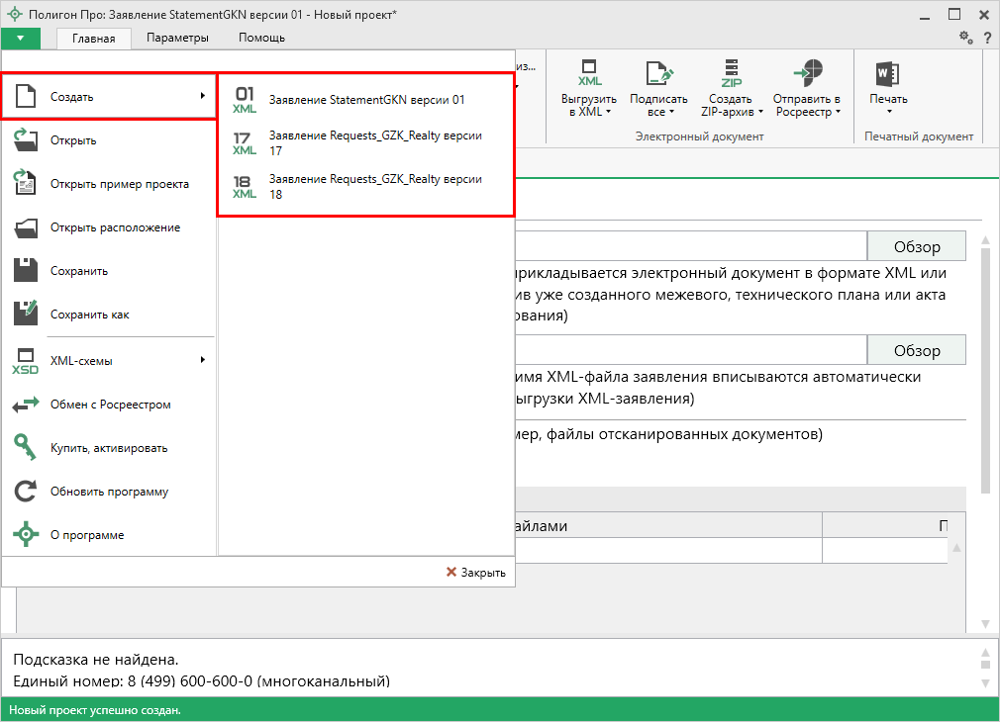 Полигон Про: Заявление StatementGKN версии 01 - Новый проект*
Главная
Параметры
Помощь
?
Создать
Открыть
Открыть пример проекта
Открыть расположение
Сохранить
Сохранить как
XSD
XML-схемы
Обмен с Росреестром
Купить, активировать
Обновить программу
О программе
01
XML
Заявление StatementGKN версии 01
17
XML
Заявление Requests_GZK_Realty версии
17
18
XML
Заявление Requests_GZK_Realty версии
18
Закрыть
из...
XML
Выгрузить
в XML
Подписать
все
ZIP
Создать
ZIP-архив
Отправить в
Росреестр
Электронный документ
W
Печать
Печатный документ
Обзор
прикладывается электронный документ в формате XML или
ив уже созданного межевого, технического плана или акта
ования)
Обзор
имя XML-файла заявления вписываются автоматически
ыгрузки XML-заявления)
мер, файлы отсканированных документов)
айлами
П
Подсказка не найдена.
Единый номер: 8 (499) 600-600-0 (многоканальный)
Новый проект успешно создан.